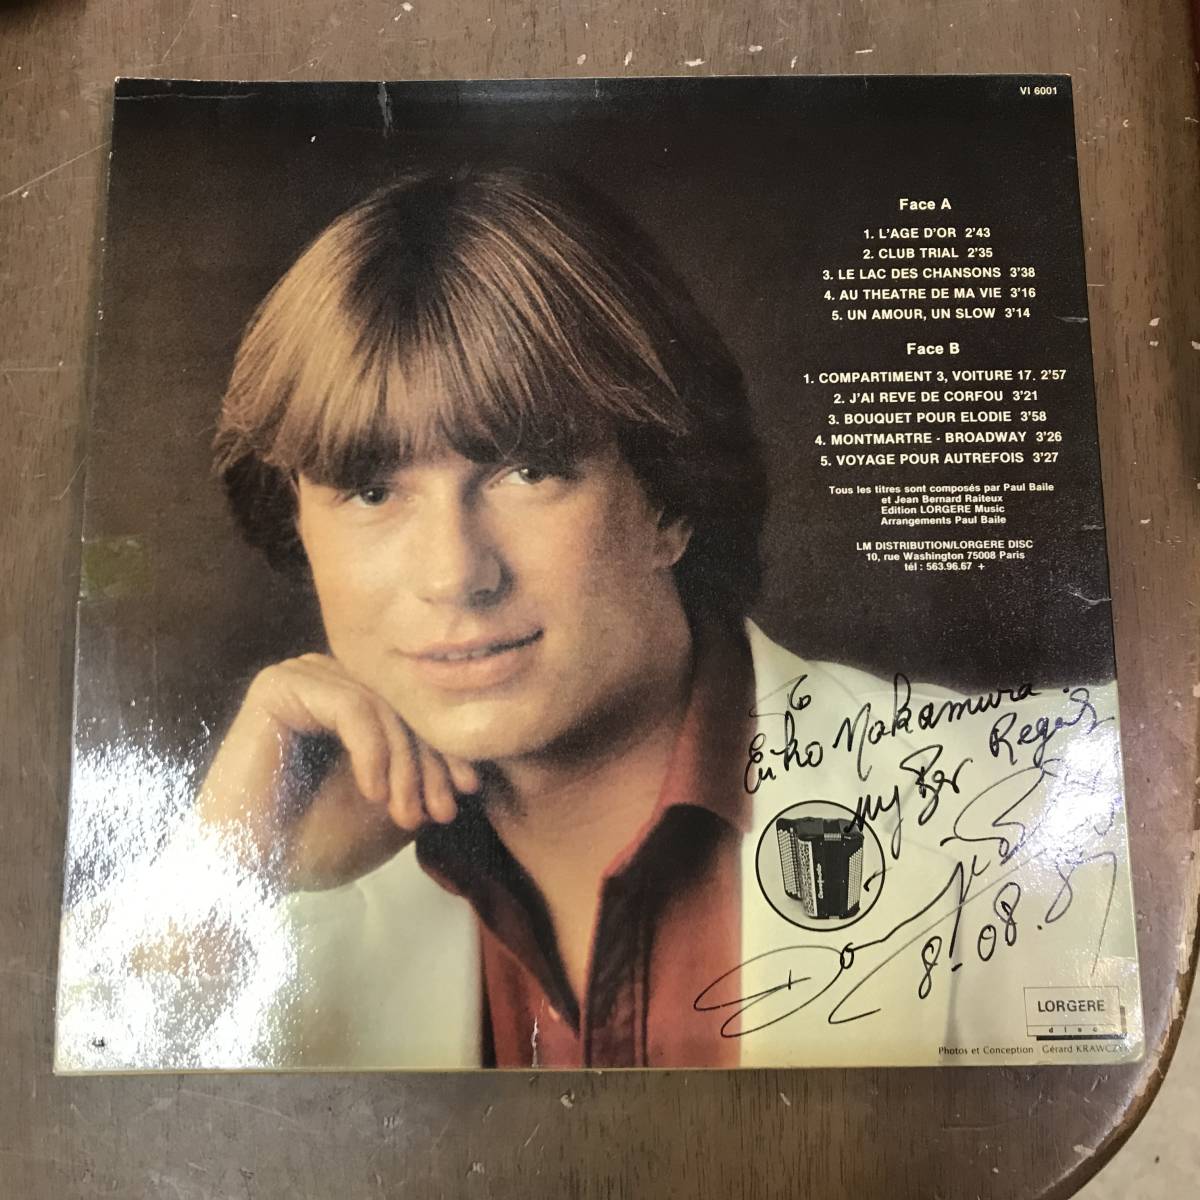 VI 6001
Face A
1. L'AGE D'OR 2'43
2. CLUB TRIAL 2'35
3. LE LAC DES CHANSONS 3'38
4. AU THEATRE DE MA VIE 3'16
5. UN AMOUR, UN SLOW 3'14
Face B
1. COMPARTIMENT 3, VOITURE 17. 2'57
2. J'AI REVE DE CORFOU 3'21
3. BOUQUET POUR ELODIE 3'58
4. MONTMARTRE - BROADWAY 3'26
5. VOYAGE POUR AUTREFOIS 3'27
Tous les titres sont composés par Paul Baile
et Jean Bernard Raiteux
Edition LORGERE Music
Arrangements Paul Baile
LM DISTRIBUTION/LORGERE DISC
10, rue Washington 75008 Paris
tél : 563.96.67 +
To
Eiko Nakamura.
My Best Regards
8-08.
LORGERE
disc
Photos et Conception Gérard KRAWCZYK